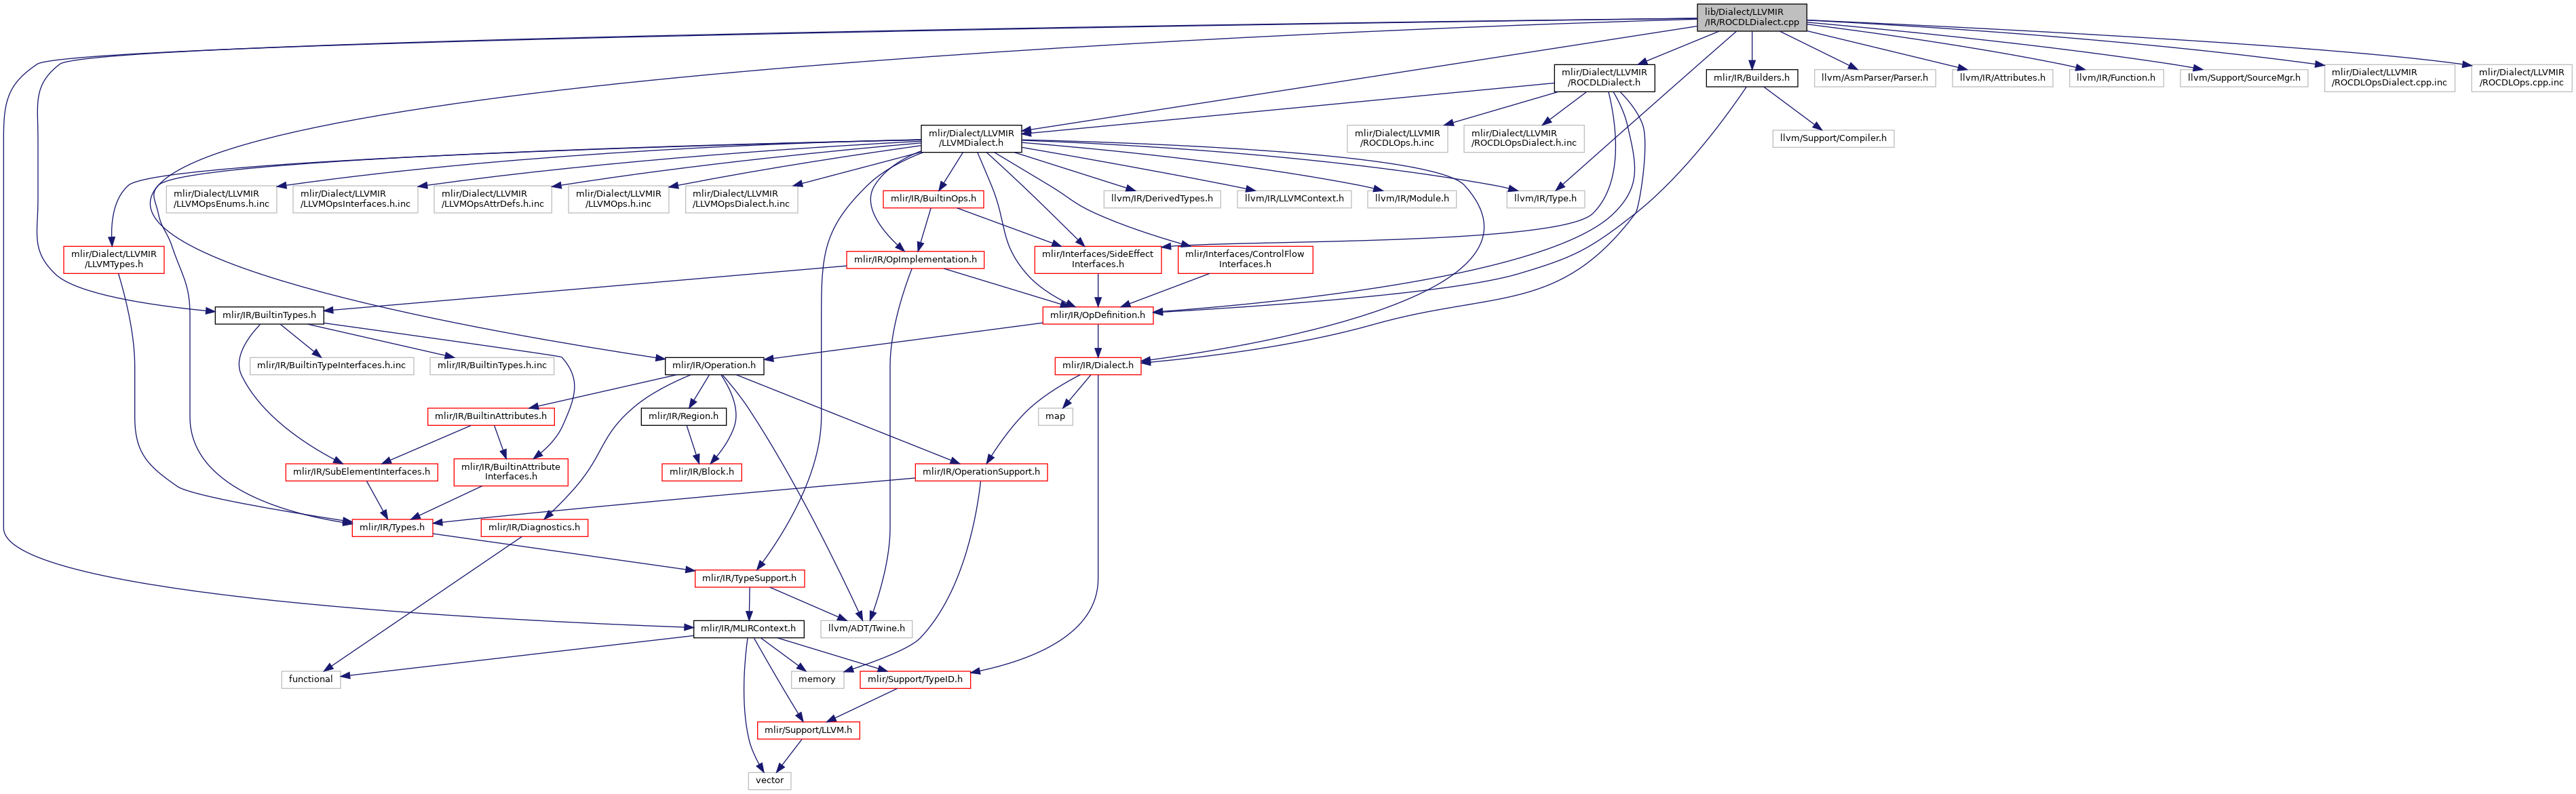 lib/Dialect/LLVMIR
/IR/ROCDLDialect.cpp
mlir/Dialect/LLVMIR
/ROCDLDialect.h
mlir/IR/Builders.h
llvm/AsmParser/Parser.h
llvm/IR/Attributes.h
llvm/IR/Function.h
llvm/Support/SourceMgr.h
mlir/Dialect/LLVMIR
/ROCDLOpsDialect.cpp.inc
mlir/Dialect/LLVMIR
/ROCDLOps.cpp.inc
mlir/Dialect/LLVMIR
/LLVMDialect.h
mlir/Dialect/LLVMIR
/ROCDLOps.h.inc
mlir/Dialect/LLVMIR
/ROCDLOpsDialect.h.inc
llvm/Support/Compiler.h
mlir/Dialect/LLVMIR
/LLVMOpsEnums.h.inc
mlir/Dialect/LLVMIR
/LLVMOpsInterfaces.h.inc
mlir/Dialect/LLVMIR
/LLVMOpsAttrDefs.h.inc
mlir/Dialect/LLVMIR
/LLVMOps.h.inc
mlir/Dialect/LLVMIR
/LLVMOpsDialect.h.inc
mlir/IR/BuiltinOps.h
llvm/IR/DerivedTypes.h
llvm/IR/LLVMContext.h
llvm/IR/Module.h
llvm/IR/Type.h
mlir/Dialect/LLVMIR
/LLVMTypes.h
mlir/IR/OpImplementation.h
mlir/Interfaces/SideEffect
Interfaces.h
mlir/Interfaces/ControlFlow
Interfaces.h
mlir/IR/BuiltinTypes.h
mlir/IR/OpDefinition.h
mlir/IR/BuiltinTypeInterfaces.h.inc
mlir/IR/BuiltinTypes.h.inc
mlir/IR/Operation.h
mlir/IR/Dialect.h
mlir/IR/BuiltinAttributes.h
mlir/IR/Region.h
map
mlir/IR/SubElementInterfaces.h
mlir/IR/BuiltinAttribute
Interfaces.h
mlir/IR/Block.h
mlir/IR/OperationSupport.h
mlir/IR/Types.h
mlir/IR/Diagnostics.h
mlir/IR/TypeSupport.h
mlir/IR/MLIRContext.h
llvm/ADT/Twine.h
functional
memory
mlir/Support/TypeID.h
mlir/Support/LLVM.h
vector